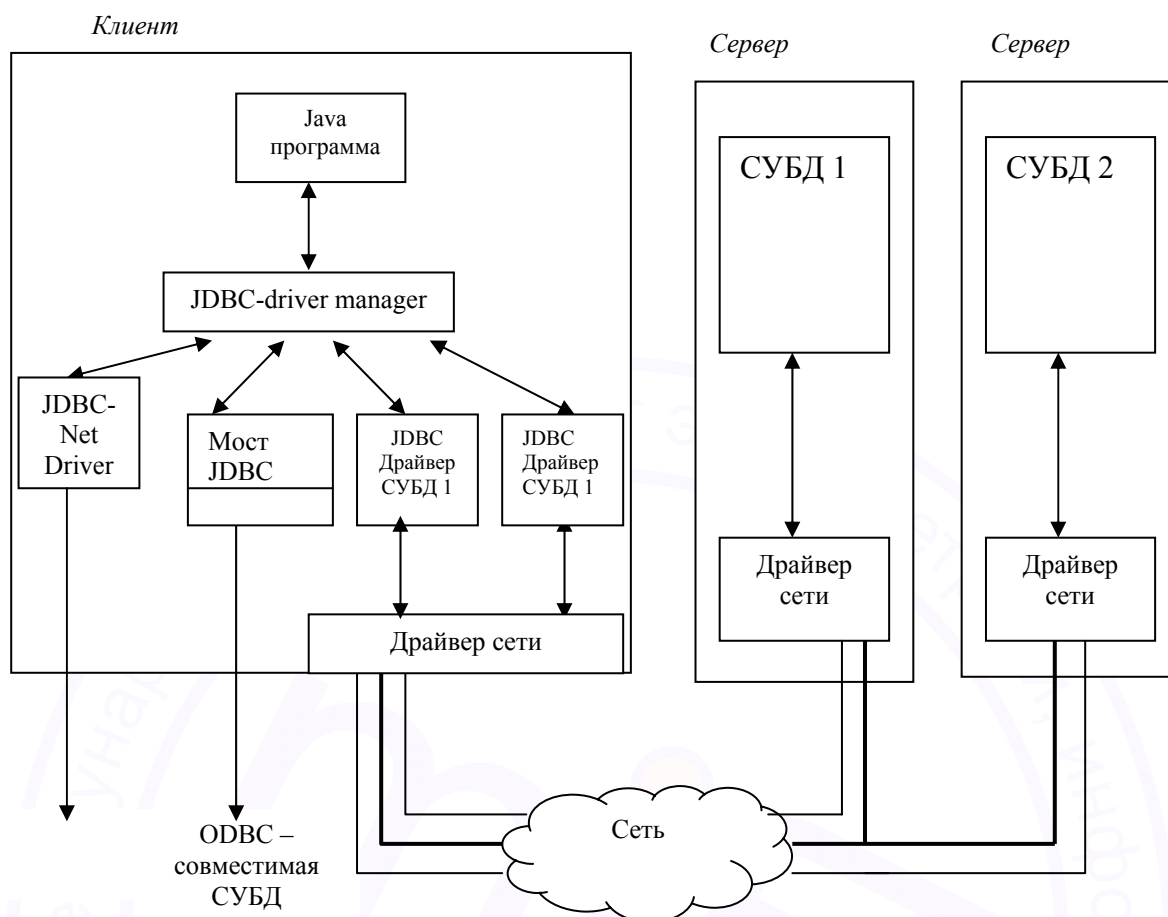 Клиент
Сервер
Сервер
Java
программа
СУБД 1
СУБД 2
JDBC-driver manager
JDBC-
Net
Driver
Мост
JDBC
JDBC
Драйвер
СУБД 1
JDBC
Драйвер
СУБД 1
Драйвер
сети
Драйвер
сети
Драйвер сети
Сеть
ODBC –
совместимая
СУБД